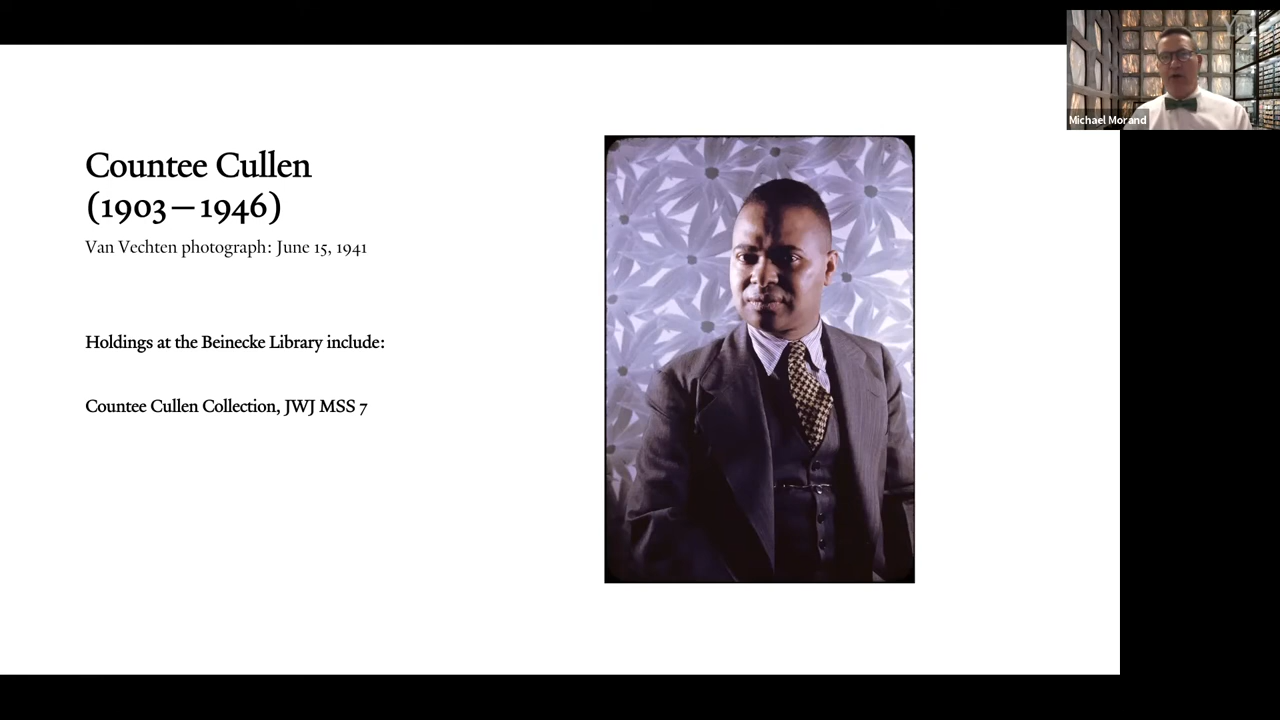 Countee Cullen
(1903—1946)
Van Vechten photograph: June 15, 1941
Holdings at the Beinecke Library include:
Countee Cullen Collection, JWJ MSS 7
Michael Morand